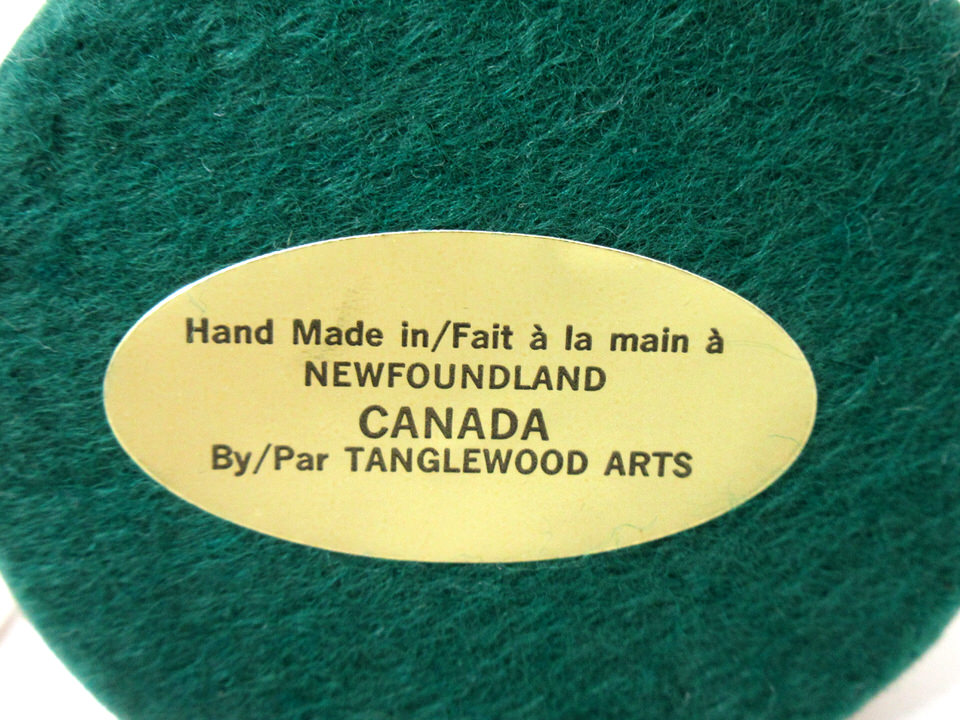 Hand Made in/Fait à la main à
NEWFOUNDLAND
CANADA
By/Par TANGLEWOOD ARTS